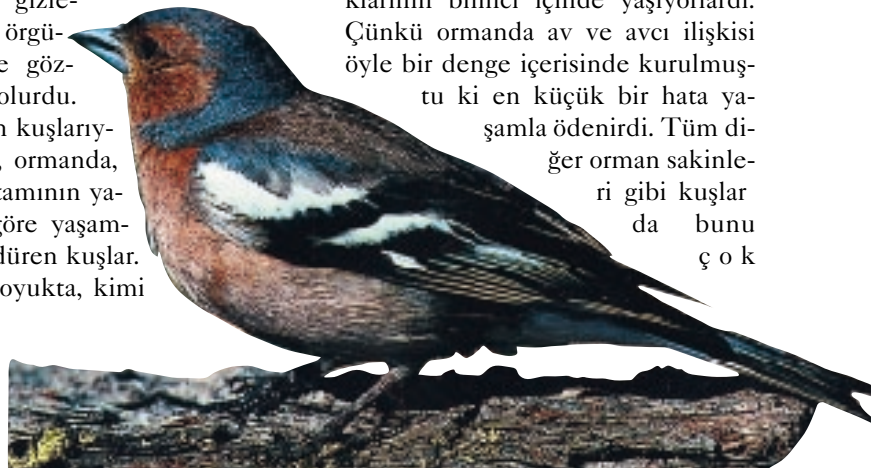 gizle-
örgü-
göz-
olurdu.
kuşlarıy-
ormanda,
tamının ya-
göre yaşam-
düren kuşlar.
oyukta, kimi
klarının bilinci içinde yaşıyorlardı.
Çünkü ormanda av ve avcı ilişkisi
öyle bir denge içerisinde kurulmuş-
tu ki en küçük bir hata ya-
şamla ödenirdi. Tüm di-
ğer orman sakinle-
ri gibi kuşlar
da bunu
ç o k